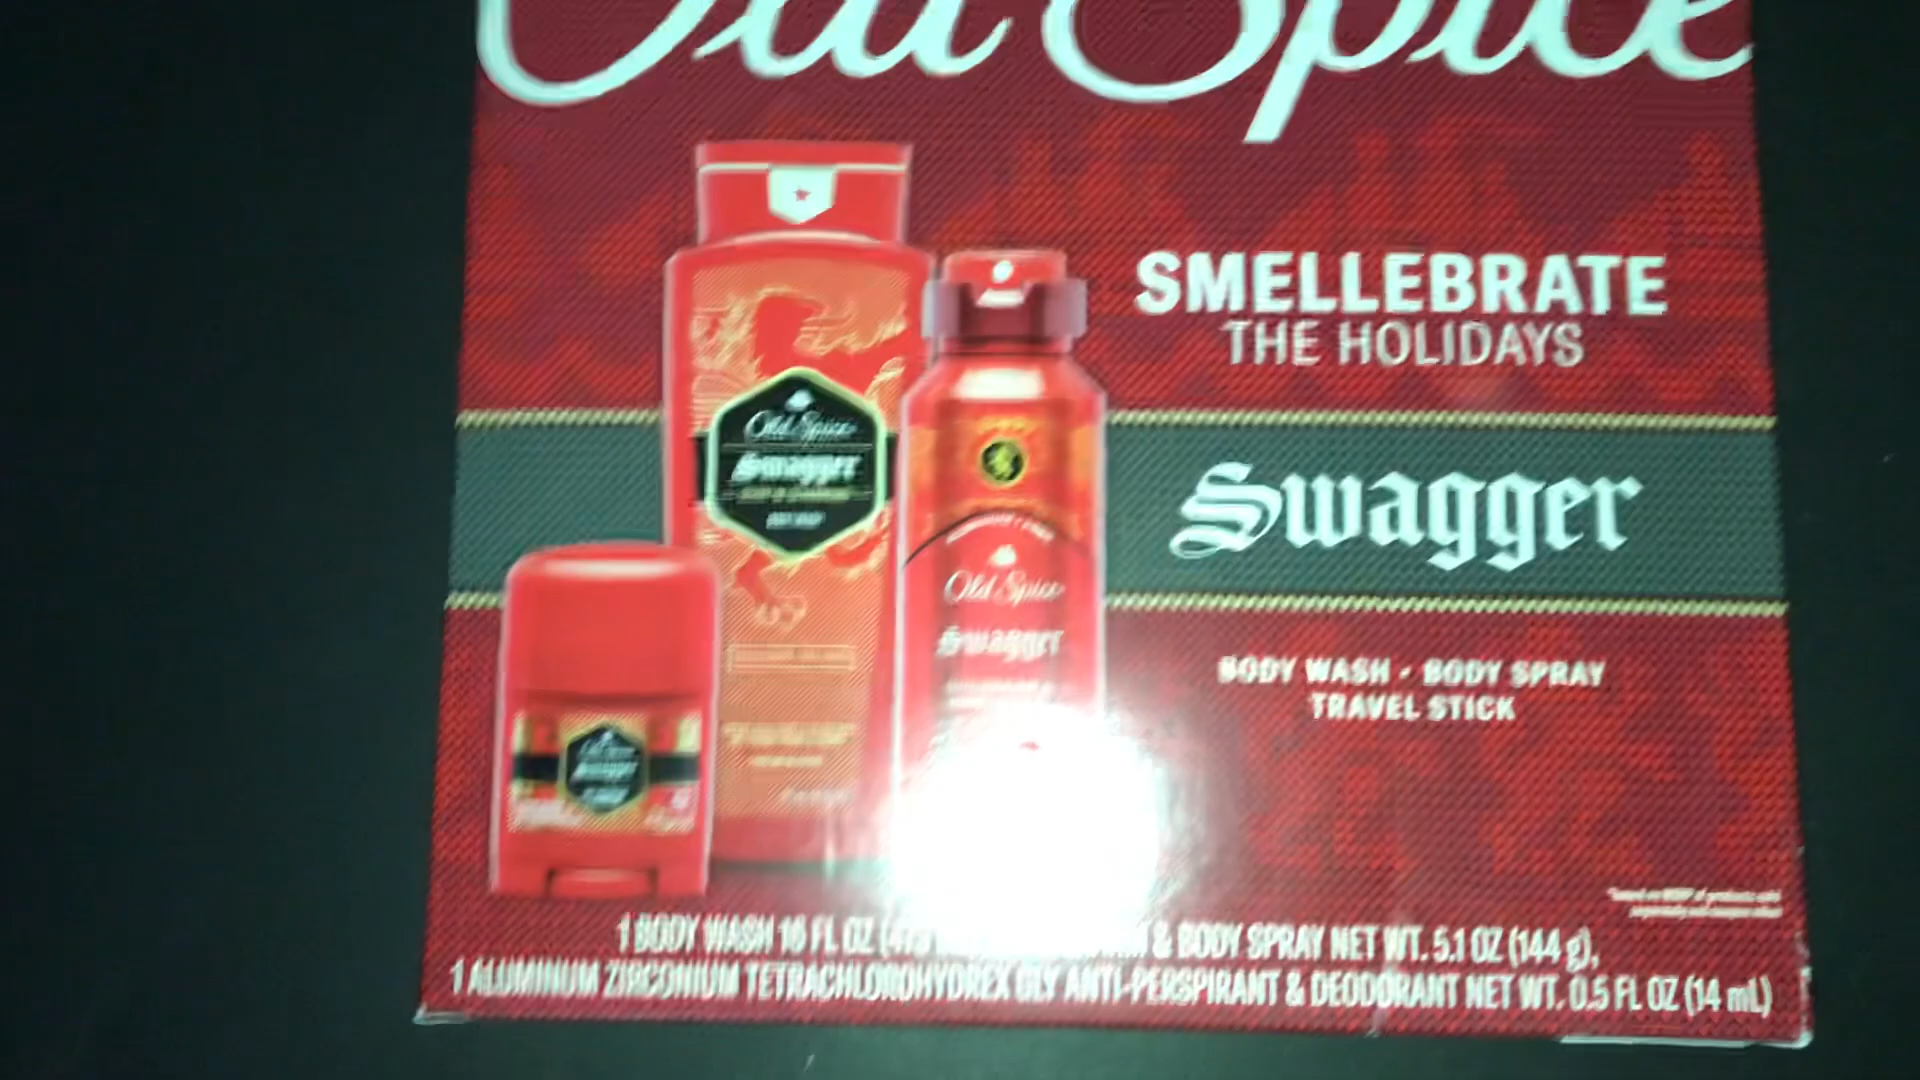 Old Spice
SMELLEBRATE
THE HOLIDAYS
Old Spice
Swagger
Swagger
Old Spice
Swagger
BODY WASH - BODY SPRAY
TRAVEL STICK
Old Spice
Swagger
1 BODY WASH 16 FL OZ (473 & BODY SPRAY NET WT. 5.1 OZ (144 g),
1 ALUMINUM ZIRCONIUM TETRACHLOROHYDREX GLY ANTI-PERSPIRANT & DEODORANT NET WT. 0.5 FL OZ (14 mL)